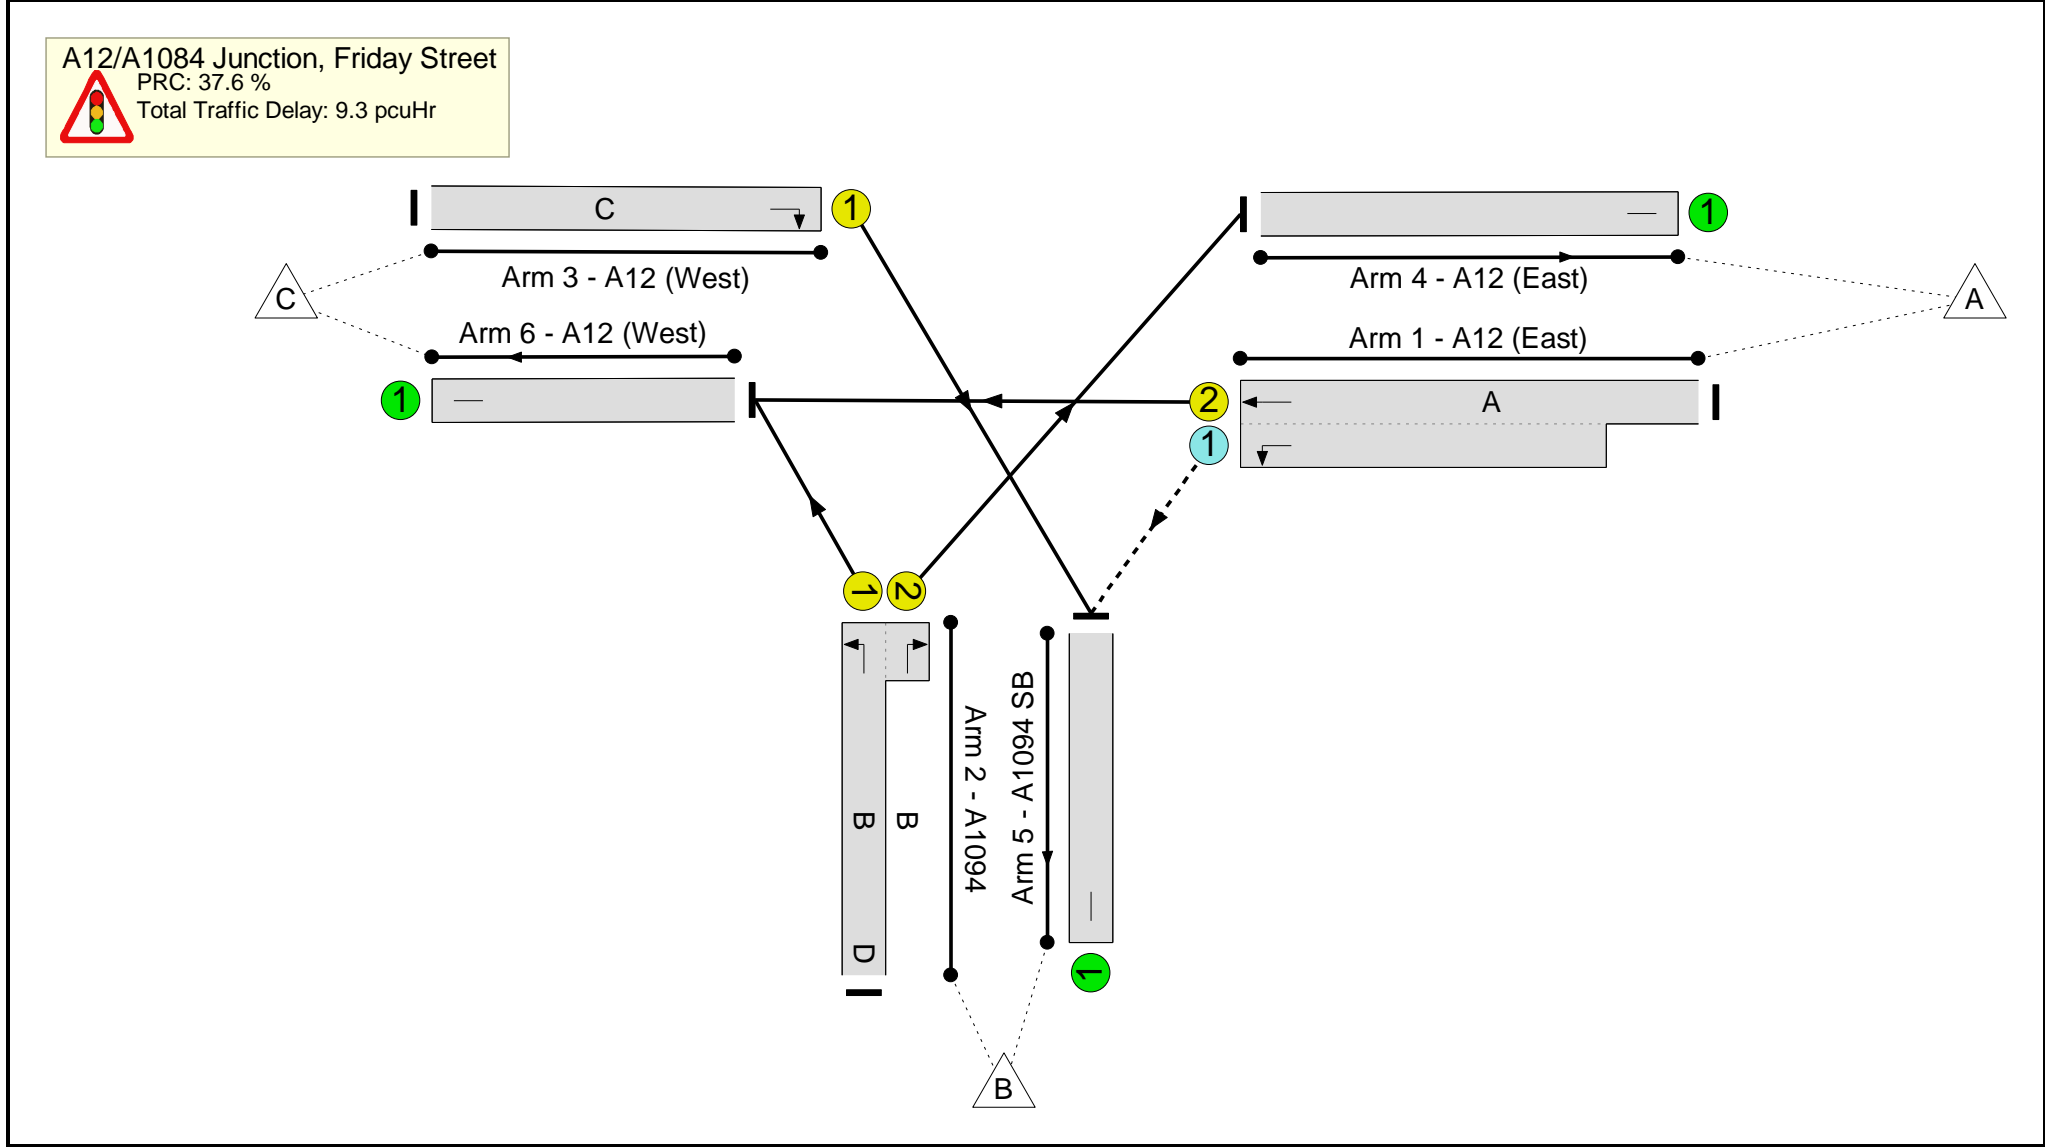 A12/A1084 Junction, Friday Street
PRC: 37.6 %
Total Traffic Delay: 9.3 pcuHr
C
1
1
Arm 3 - A12 (West)
Arm 4 - A12 (East)
C
A
Arm 6 - A12 (West)
Arm 1 - A12 (East)
1
2
A
1
1
2
Arm 2 - A1094
Arm 5 - A1094 SB
B
B
D
1
B